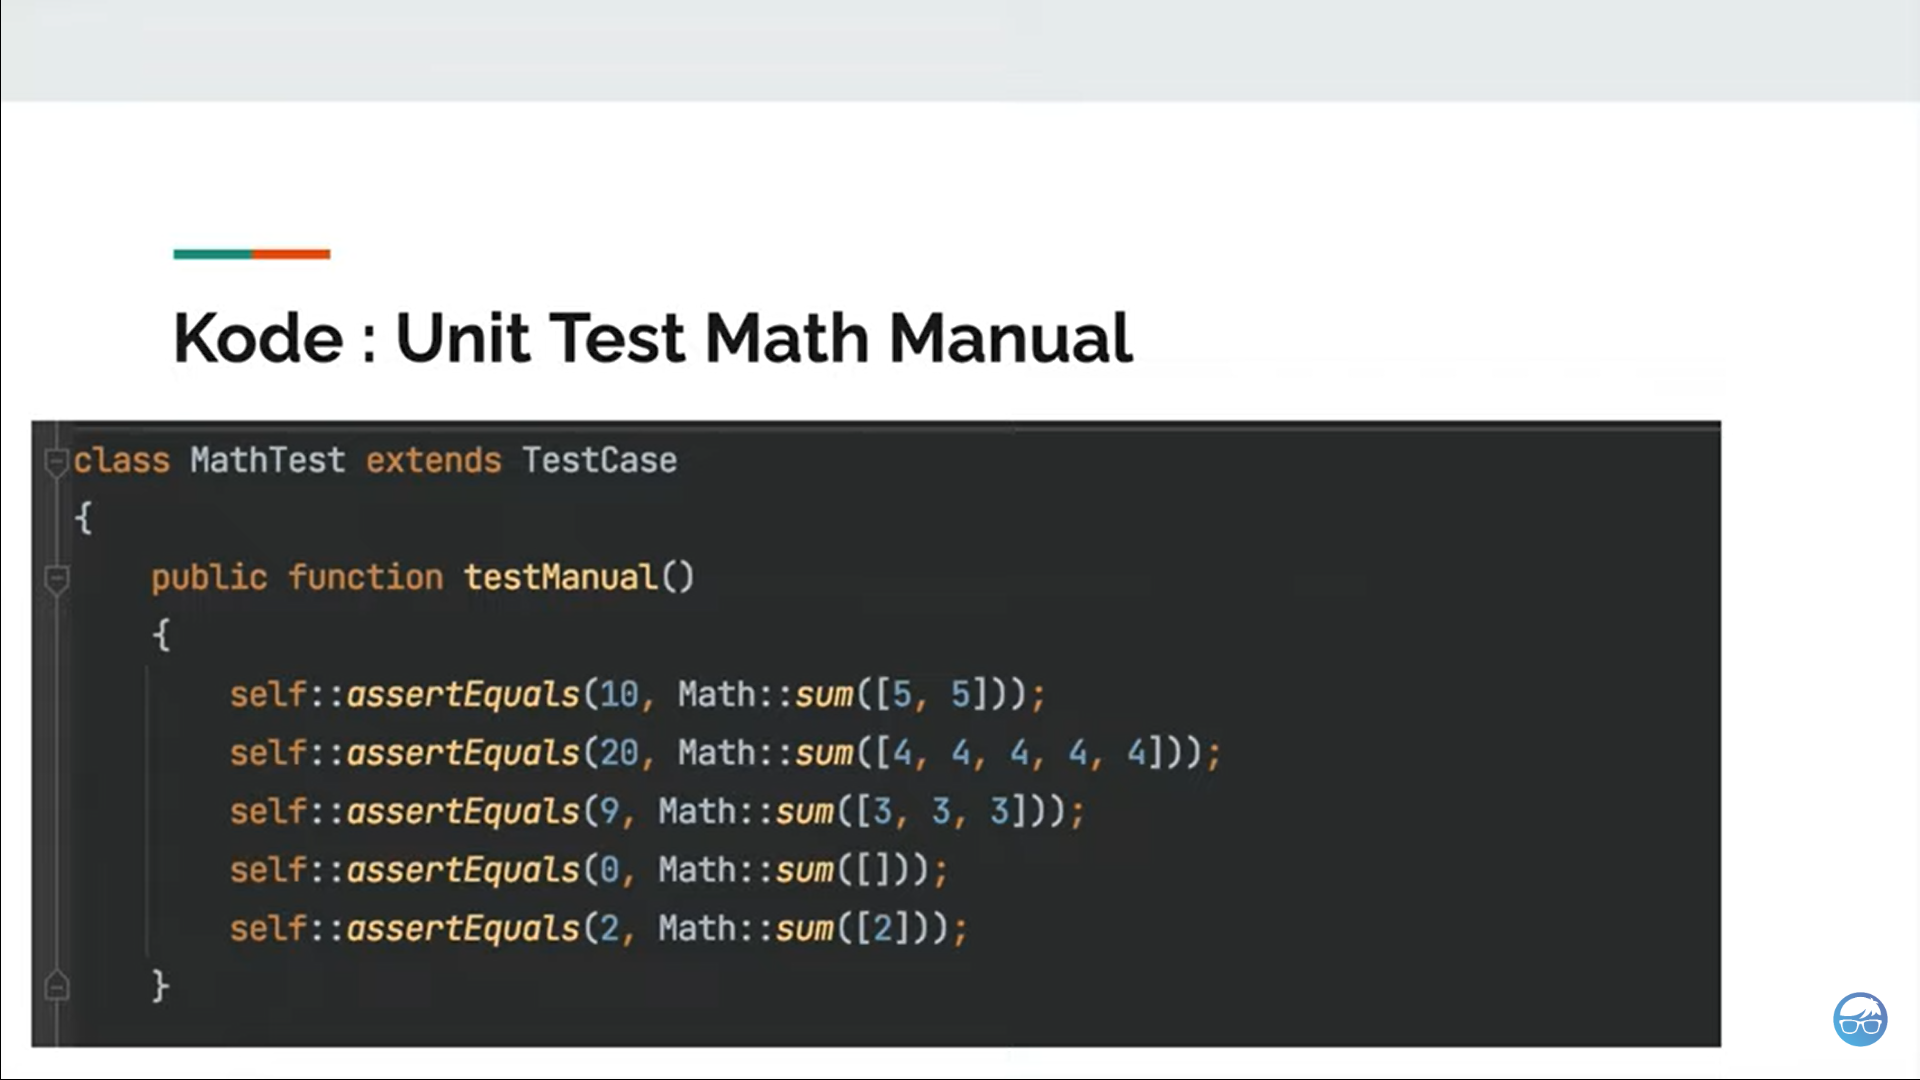 Kode : Unit Test Math Manual
class MathTest extends TestCase
{
public function testManual()
{
self::assertEquals(10, Math::sum([5, 5]));
self::assertEquals(20, Math::sum([4, 4, 4, 4, 4]));
self::assertEquals(9, Math::sum([3, 3, 3]));
self::assertEquals(0, Math::sum([]));
self::assertEquals(2, Math::sum([2]));
}